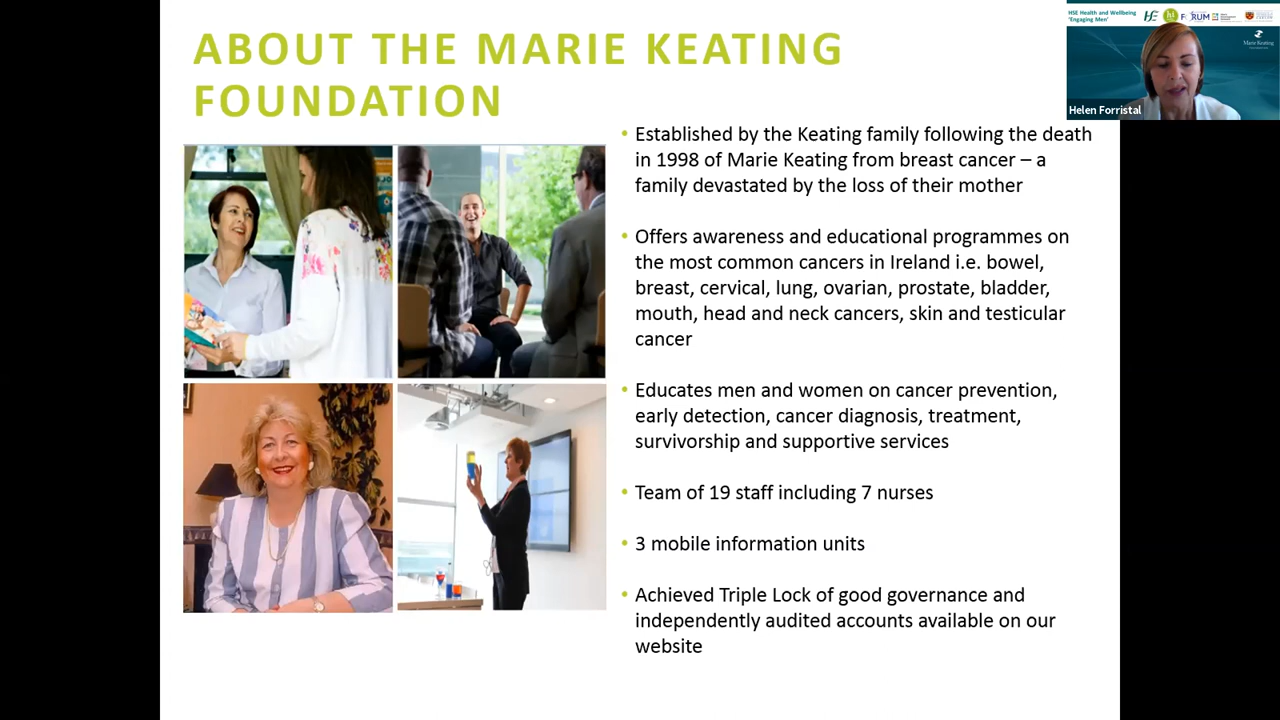 ABOUT THE MARIE KEATING
FOUNDATION
• Established by the Keating family following the death
in 1998 of Marie Keating from breast cancer – a
family devastated by the loss of their mother
• Offers awareness and educational programmes on
the most common cancers in Ireland i.e. bowel,
breast, cervical, lung, ovarian, prostate, bladder,
mouth, head and neck cancers, skin and testicular
cancer
• Educates men and women on cancer prevention,
early detection, cancer diagnosis, treatment,
survivorship and supportive services
• Team of 19 staff including 7 nurses
• 3 mobile information units
• Achieved Triple Lock of good governance and
independently audited accounts available on our
website
HSE Health and Wellbeing
'Engaging Men'
FORUM
Marie Keating
Helen Forristal